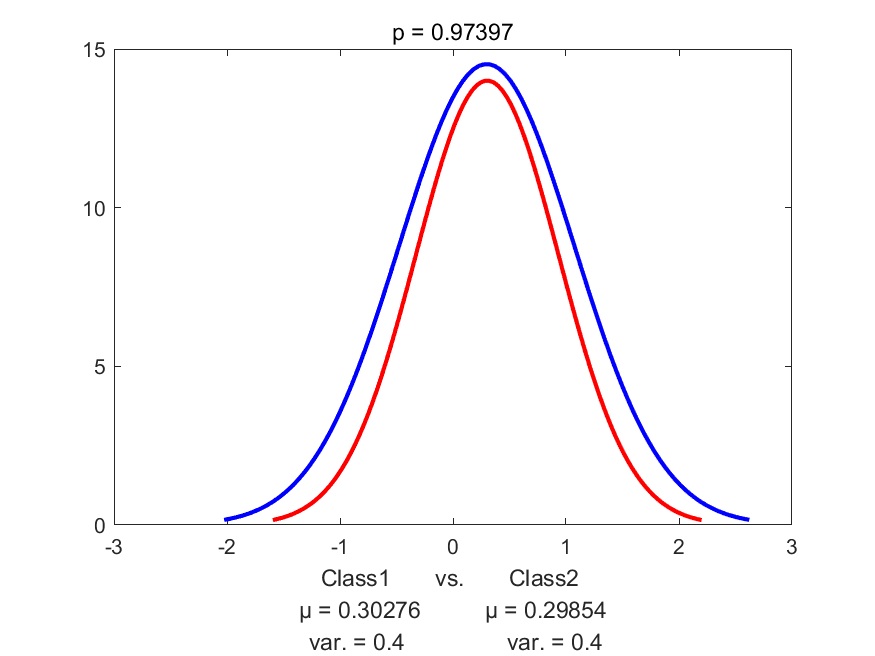 p = 0.97397
15
10
5
0
-3 -2 -1 0 1 2 3
Class1 vs. Class2
μ = 0.30276 μ = 0.29854
var. = 0.4 var. = 0.4